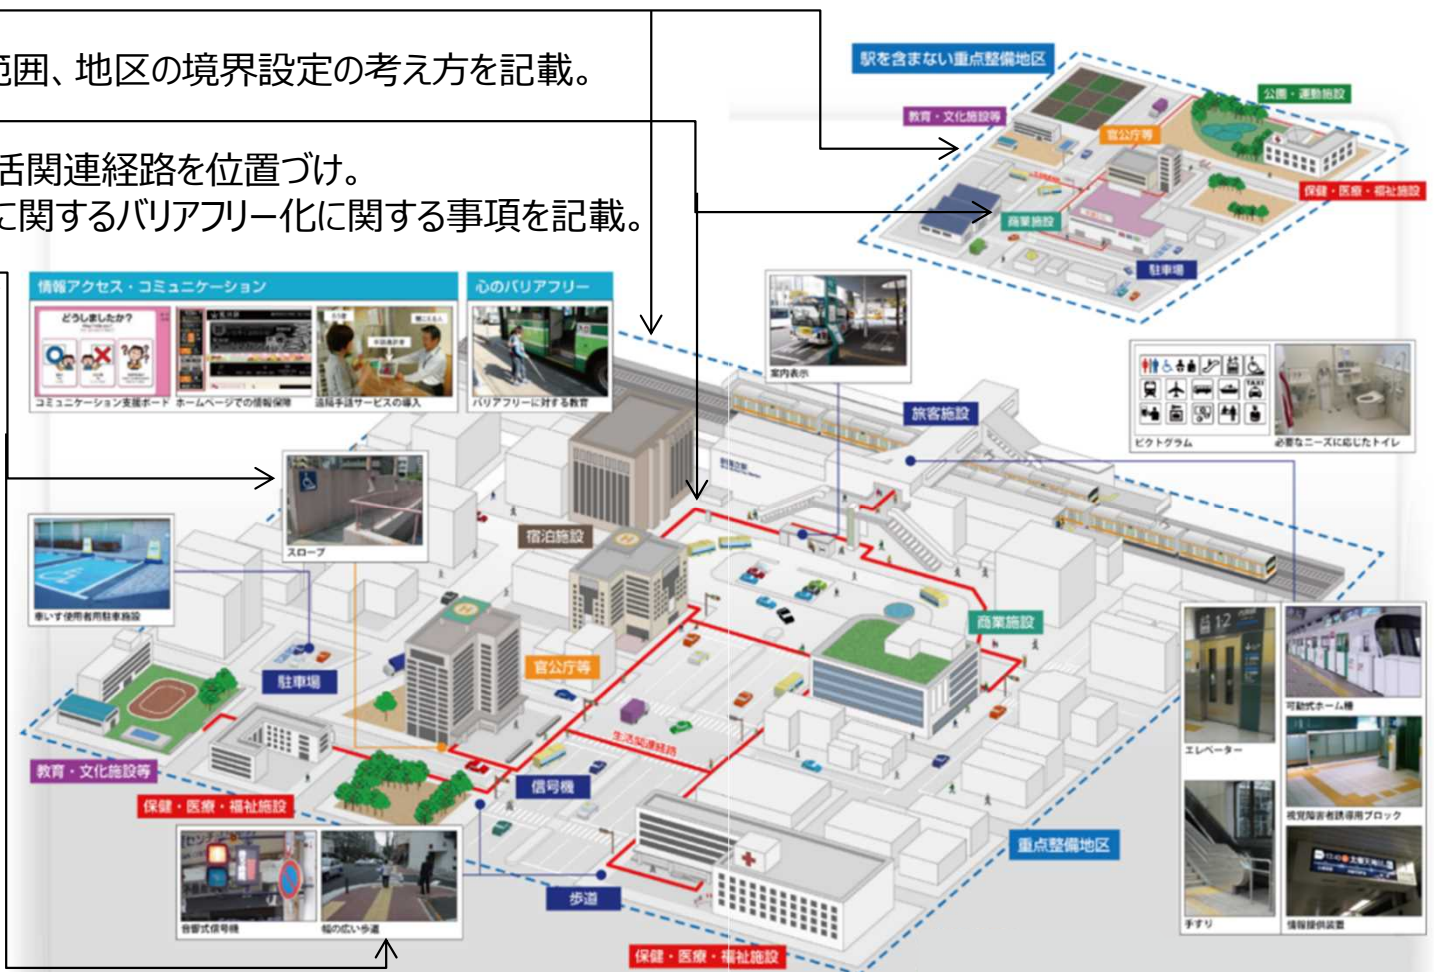 範囲、地区の境界設定の考え方を記載。
活関連経路を位置づけ。
に関するバリアフリー化に関する事項を記載。
駅を含まない重点整備地区
公園・運動施設
教育・文化施設等
官公庁等
保健・医療・福祉施設
商業施設
駐車場
情報アクセス・コミュニケーション
心のバリアフリー
どうしましたか?
コミュニケーション支援ボード
ホームページでの情報保障
遠隔手話サービスの導入
バリアフリーに対する教育
案内表示
旅客施設
TAXI
ピクトグラム
必要なニーズに応じたトイレ
スロープ
宿泊施設
車いす使用者用駐車施設
商業施設
官公庁等
駐車場
1·2
エレベーター
可動式ホーム柵
生活関連経路
教育・文化施設等
信号機
保健・医療・福祉施設
視覚障害者誘導用ブロック
重点整備地区
歩道
音響式信号機
幅の広い歩道
手すり
情報提供装置
保健・医療・福祉施設